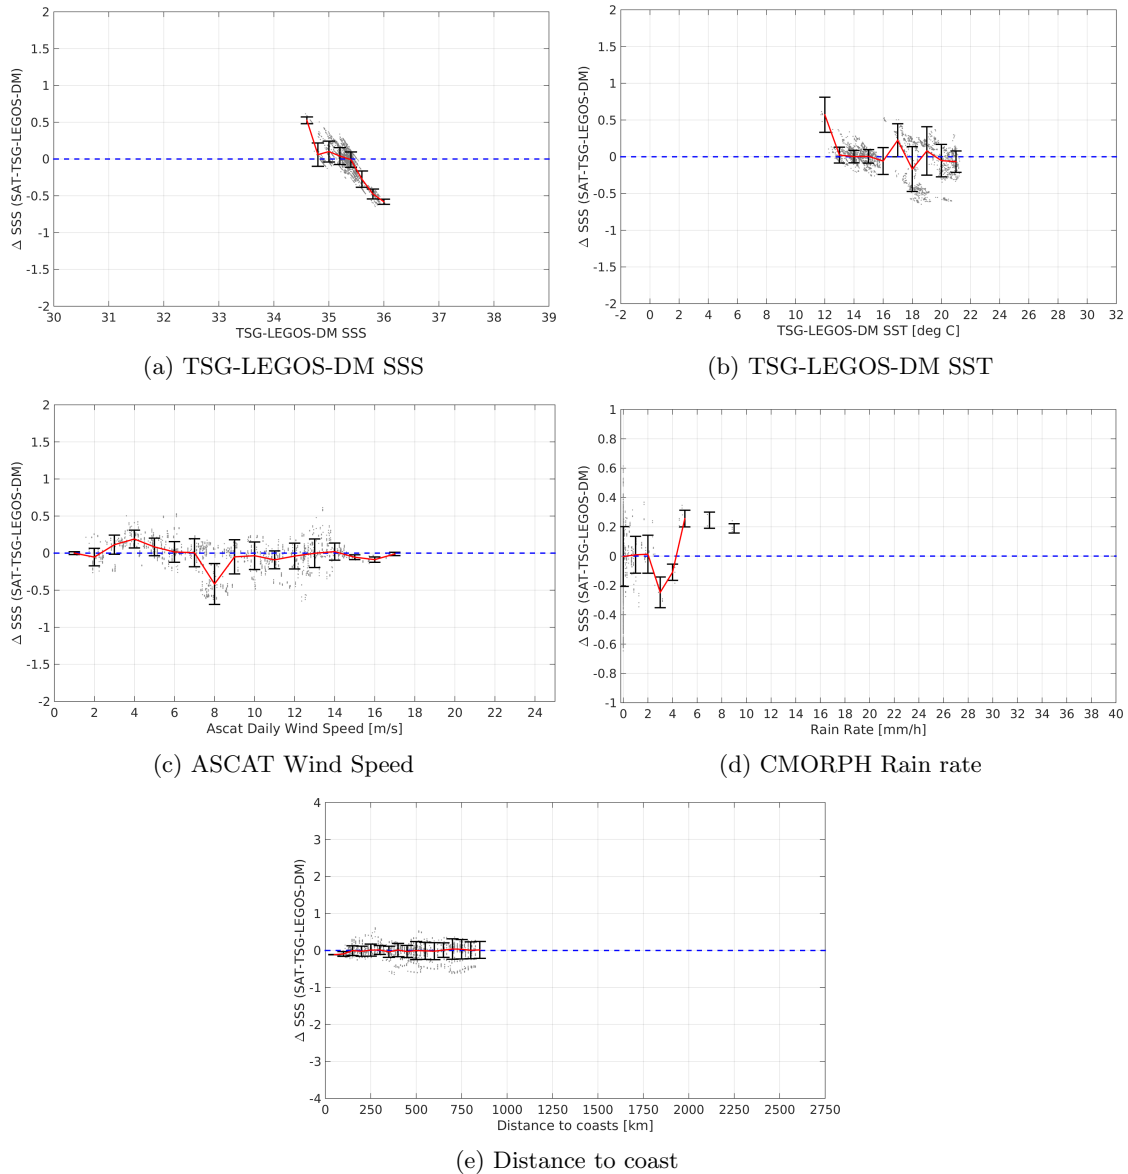 2
1.5
1
0.5
0
-0.5
-1
-1.5
-2
Δ SSS (SAT-TSG-LEGOS-DM)
30 31 32 33 34 35 36 37 38 39
TSG-LEGOS-DM SSS
(a) TSG-LEGOS-DM SSS
2
1.5
1
0.5
0
-0.5
-1
-1.5
-2
Δ SSS (SAT-TSG-LEGOS-DM)
-2 0 2 4 6 8 10 12 14 16 18 20 22 24 26 28 30 32
TSG-LEGOS-DM SST [deg C]
(b) TSG-LEGOS-DM SST
2
1.5
1
0.5
0
-0.5
-1
-1.5
-2
Δ SSS (SAT-TSG-LEGOS-DM)
0 2 4 6 8 10 12 14 16 18 20 22 24
Ascat Daily Wind Speed [m/s]
(c) ASCAT Wind Speed
1
0.8
0.6
0.4
0.2
0
-0.2
-0.4
-0.6
-0.8
-1
Δ SSS (SAT-TSG-LEGOS-DM)
0 2 4 6 8 10 12 14 16 18 20 22 24 26 28 30 32 34 36 38 40
Rain Rate [mm/h]
(d) CMORPH Rain rate
4
3
2
1
0
-1
-2
-3
-4
Δ SSS (SAT-TSG-LEGOS-DM)
0 250 500 750 1000 1250 1500 1750 2000 2250 2500 2750
Distance to coasts [km]
(e) Distance to coast